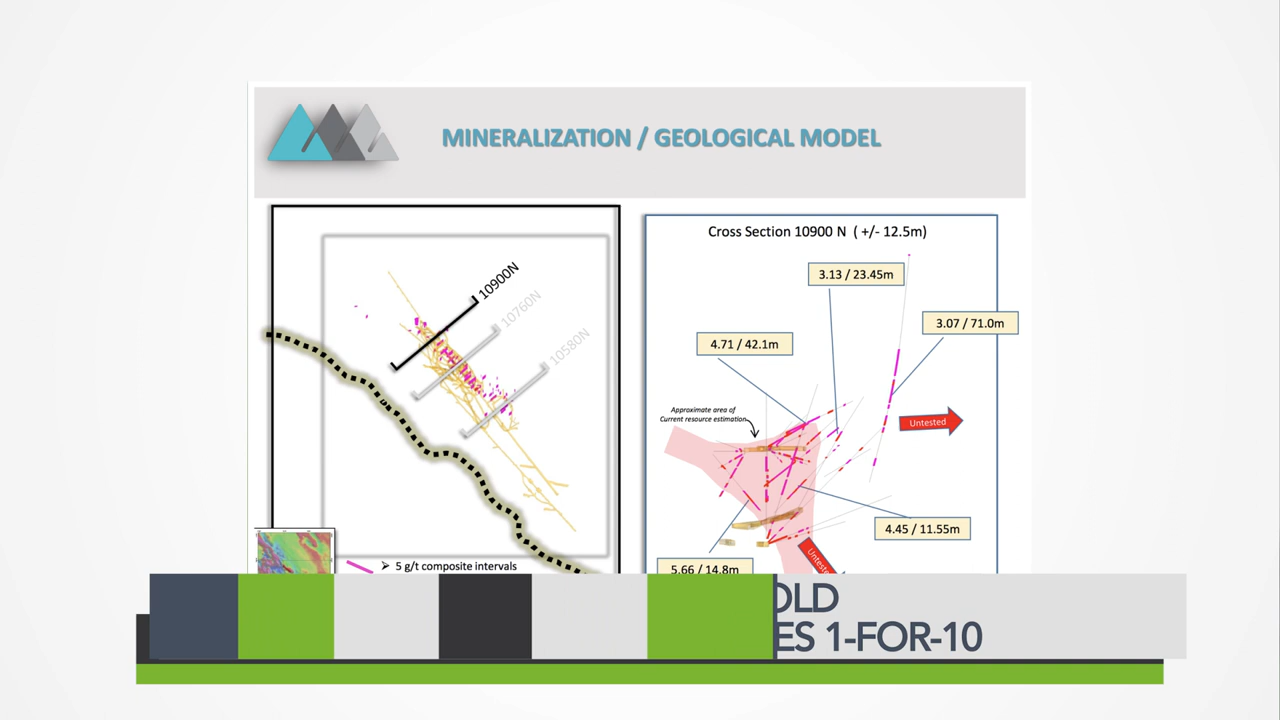 MINERALIZATION / GEOLOGICAL MODEL
10900N
10760N
10580N
➢ 5 g/t composite intervals
Cross Section 10900 N ( +/- 12.5m)
3.13 / 23.45m
3.07 / 71.0m
4.71 / 42.1m
Approximate area of
Current resource estimation
Untested
4.45 / 11.55m
5.66 / 14.8m
Unteste
OLD
ES 1-FOR-10